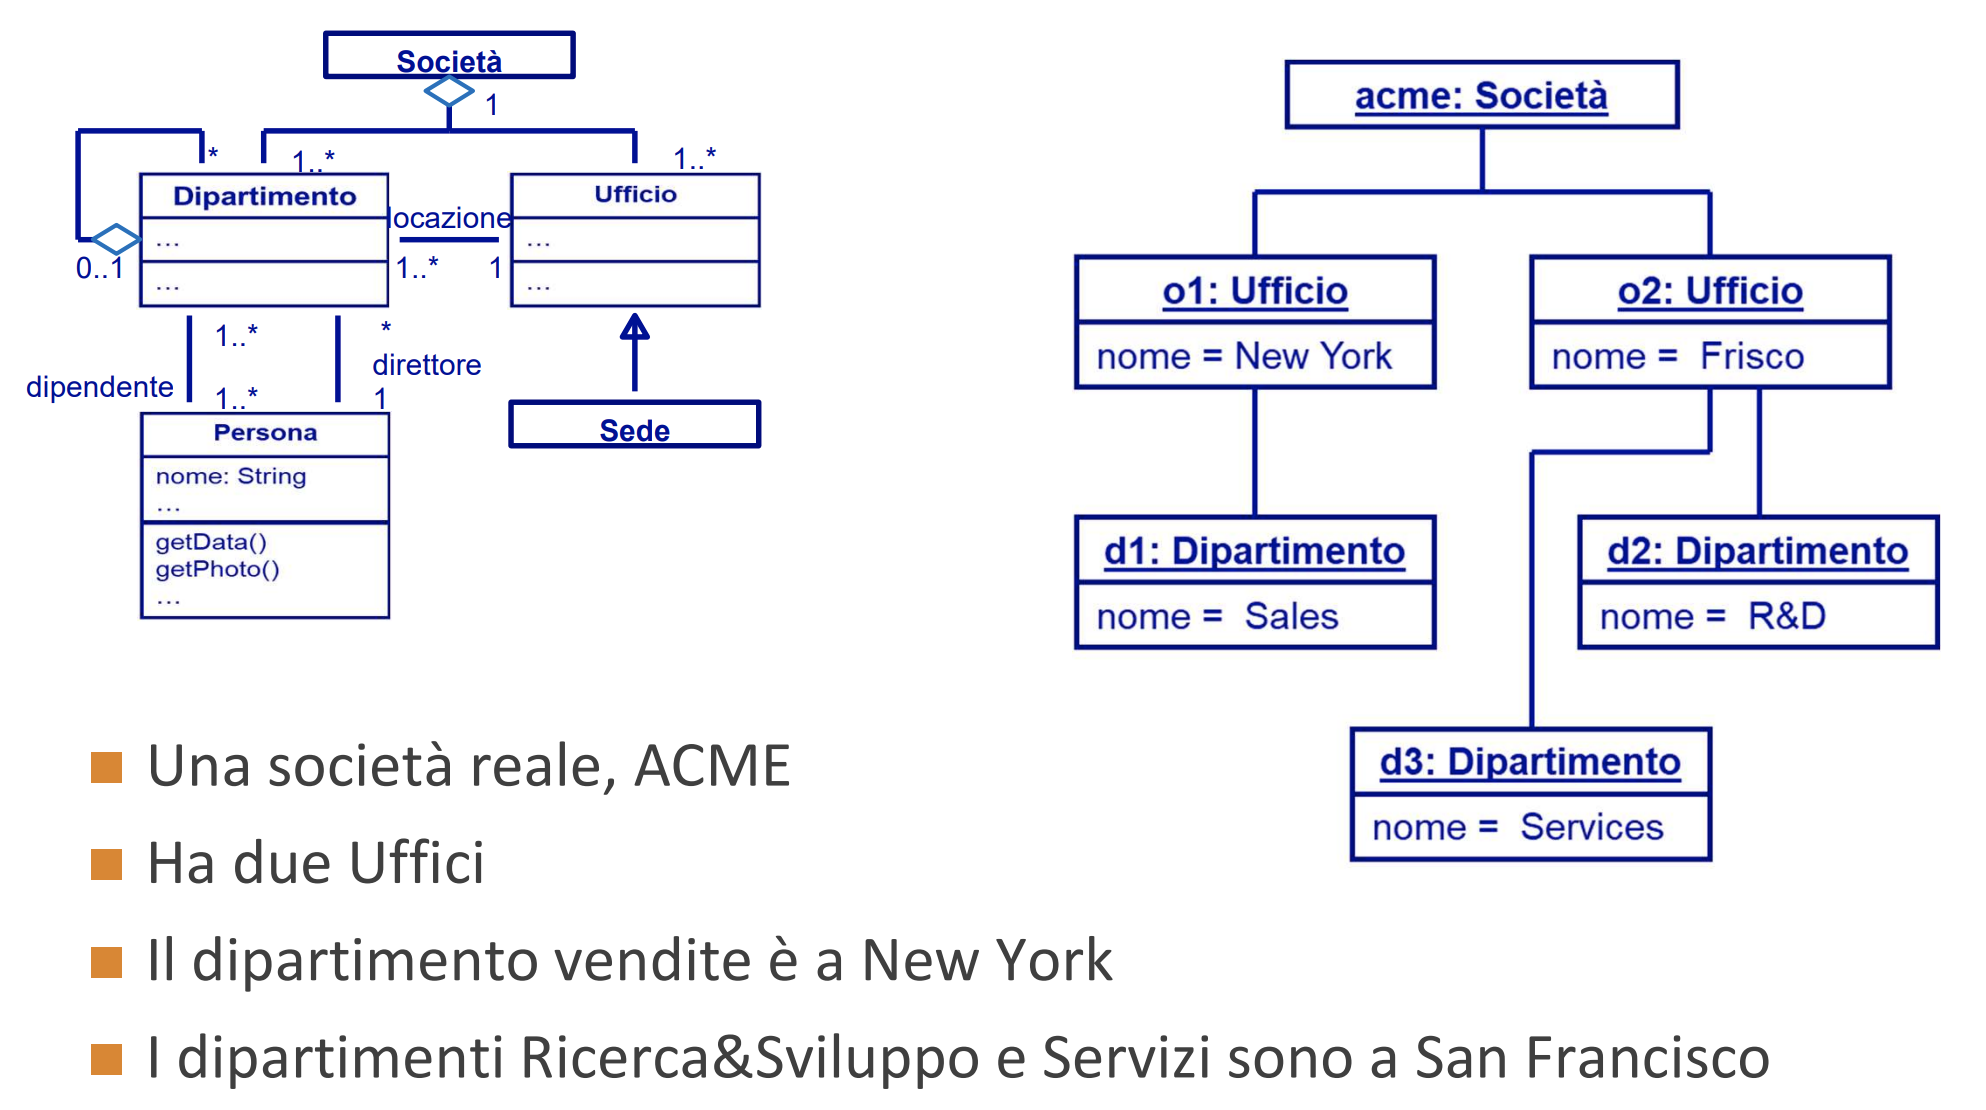 Società
1
*
1..*
1..*
Dipartimento
...
...
0..1
locazione
1..*
1
Ufficio
...
...
1..*
*
direttore
dipendente
1..*
1
Persona
nome: String
...
getData()
getPhoto()
...
Sede
acme: Società
o1: Ufficio
nome = New York
o2: Ufficio
nome = Frisco
d1: Dipartimento
nome = Sales
d2: Dipartimento
nome = R&D
d3: Dipartimento
nome = Services
Una società reale, ACME
Ha due Uffici
Il dipartimento vendite è a New York
I dipartimenti Ricerca&Sviluppo e Servizi sono a San Francisco